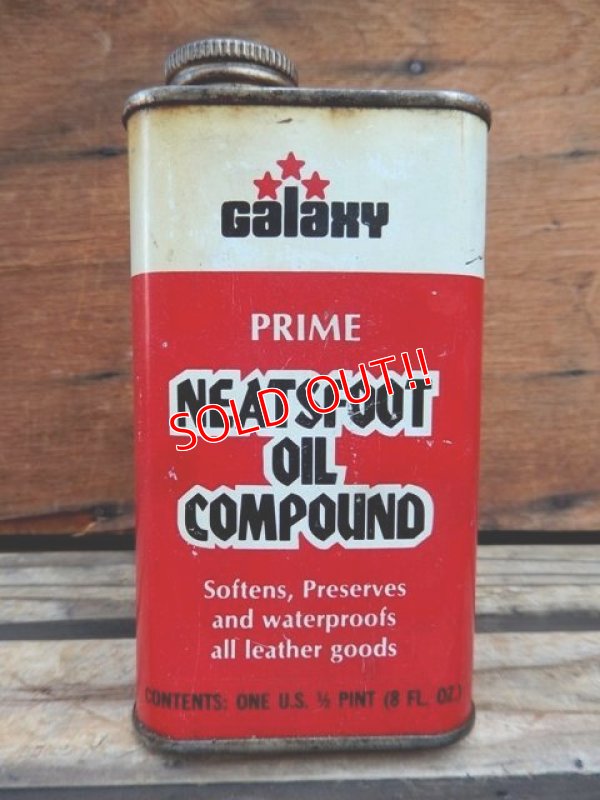 Galaxy
PRIME
NEATSFOOT
OIL
COMPOUND
SOLD OUT!!
Softens, Preserves
and waterproofs
all leather goods
CONTENTS: ONE U.S. ½ PINT (8 FL. OZ.)